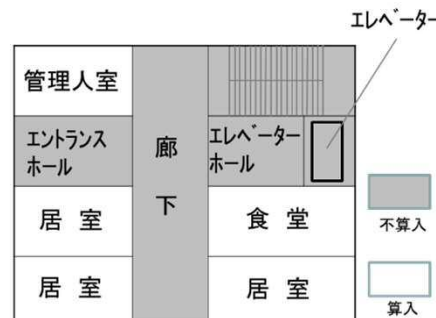 エレベーター
管理人室
エントランス
ホール
廊
下
エレベーター
ホール
居 室
食 堂
居 室
居 室
不算入
算入